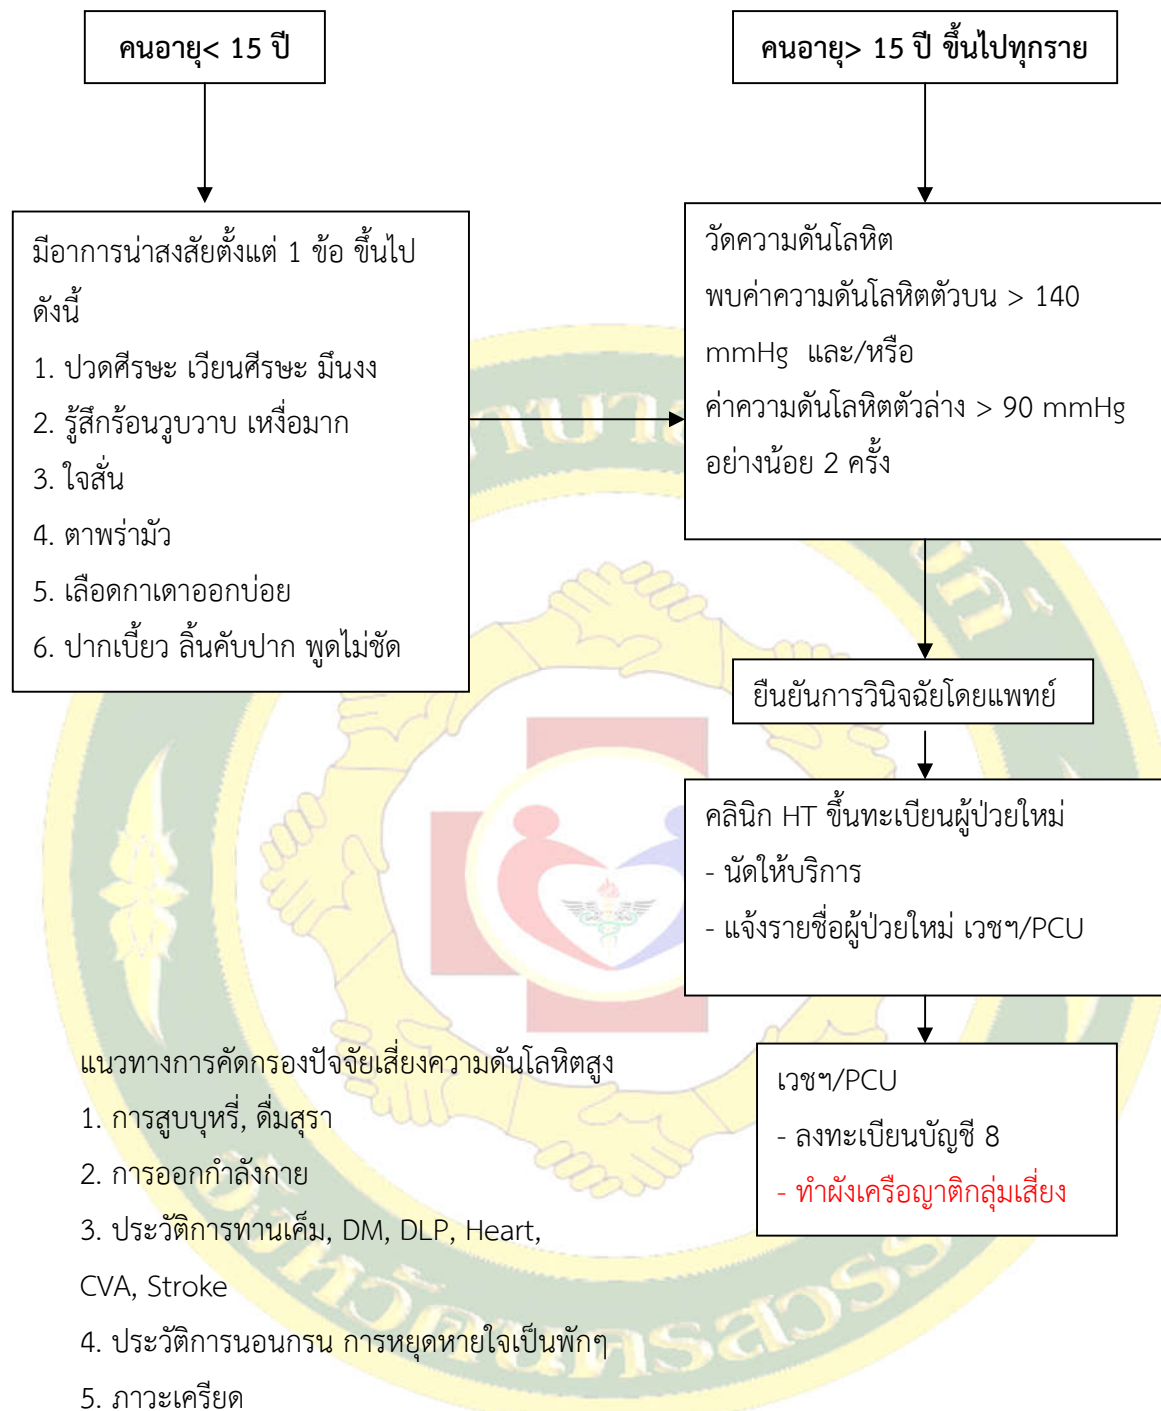 คนอายุ< 15 ปี
คนอายุ> 15 ปี ขึ้นไปทุกราย
มีอาการน่าสงสัยตั้งแต่ 1 ข้อ ขึ้นไป
ดังนี้
1. ปวดศีรษะ เวียนศีรษะ มึนงง
2. รู้สึกร้อนวูบวาบ เหงื่อมาก
3. ใจสั่น
4. ตาพร่ามัว
5. เลือดกาเดาออกบ่อย
6. ปากเบี้ยว ลิ้นคับปาก พูดไม่ชัด
วัดความดันโลหิต
พบค่าความดันโลหิตตัวบน > 140
mmHg และ/หรือ
ค่าความดันโลหิตตัวล่าง > 90 mmHg
อย่างน้อย 2 ครั้ง
ยืนยันการวินิจฉัยโดยแพทย์
คลินิก HT ขึ้นทะเบียนผู้ป่วยใหม่
- นัดให้บริการ
- แจ้งรายชื่อผู้ป่วยใหม่ เวชฯ/PCU
เวชฯ/PCU
- ลงทะเบียนบัญชี 8
- ทำผังเครือญาติกลุ่มเสี่ยง
แนวทางการคัดกรองปัจจัยเสี่ยงความดันโลหิตสูง
1. การสูบบุหรี่, ดื่มสุรา
2. การออกกำลังกาย
3. ประวัติการทานเค็ม, DM, DLP, Heart,
CVA, Stroke
4. ประวัติการนอนกรน การหยุดหายใจเป็นพักๆ
5. ภาวะเครียด
จังหวัดนครสวรรค์